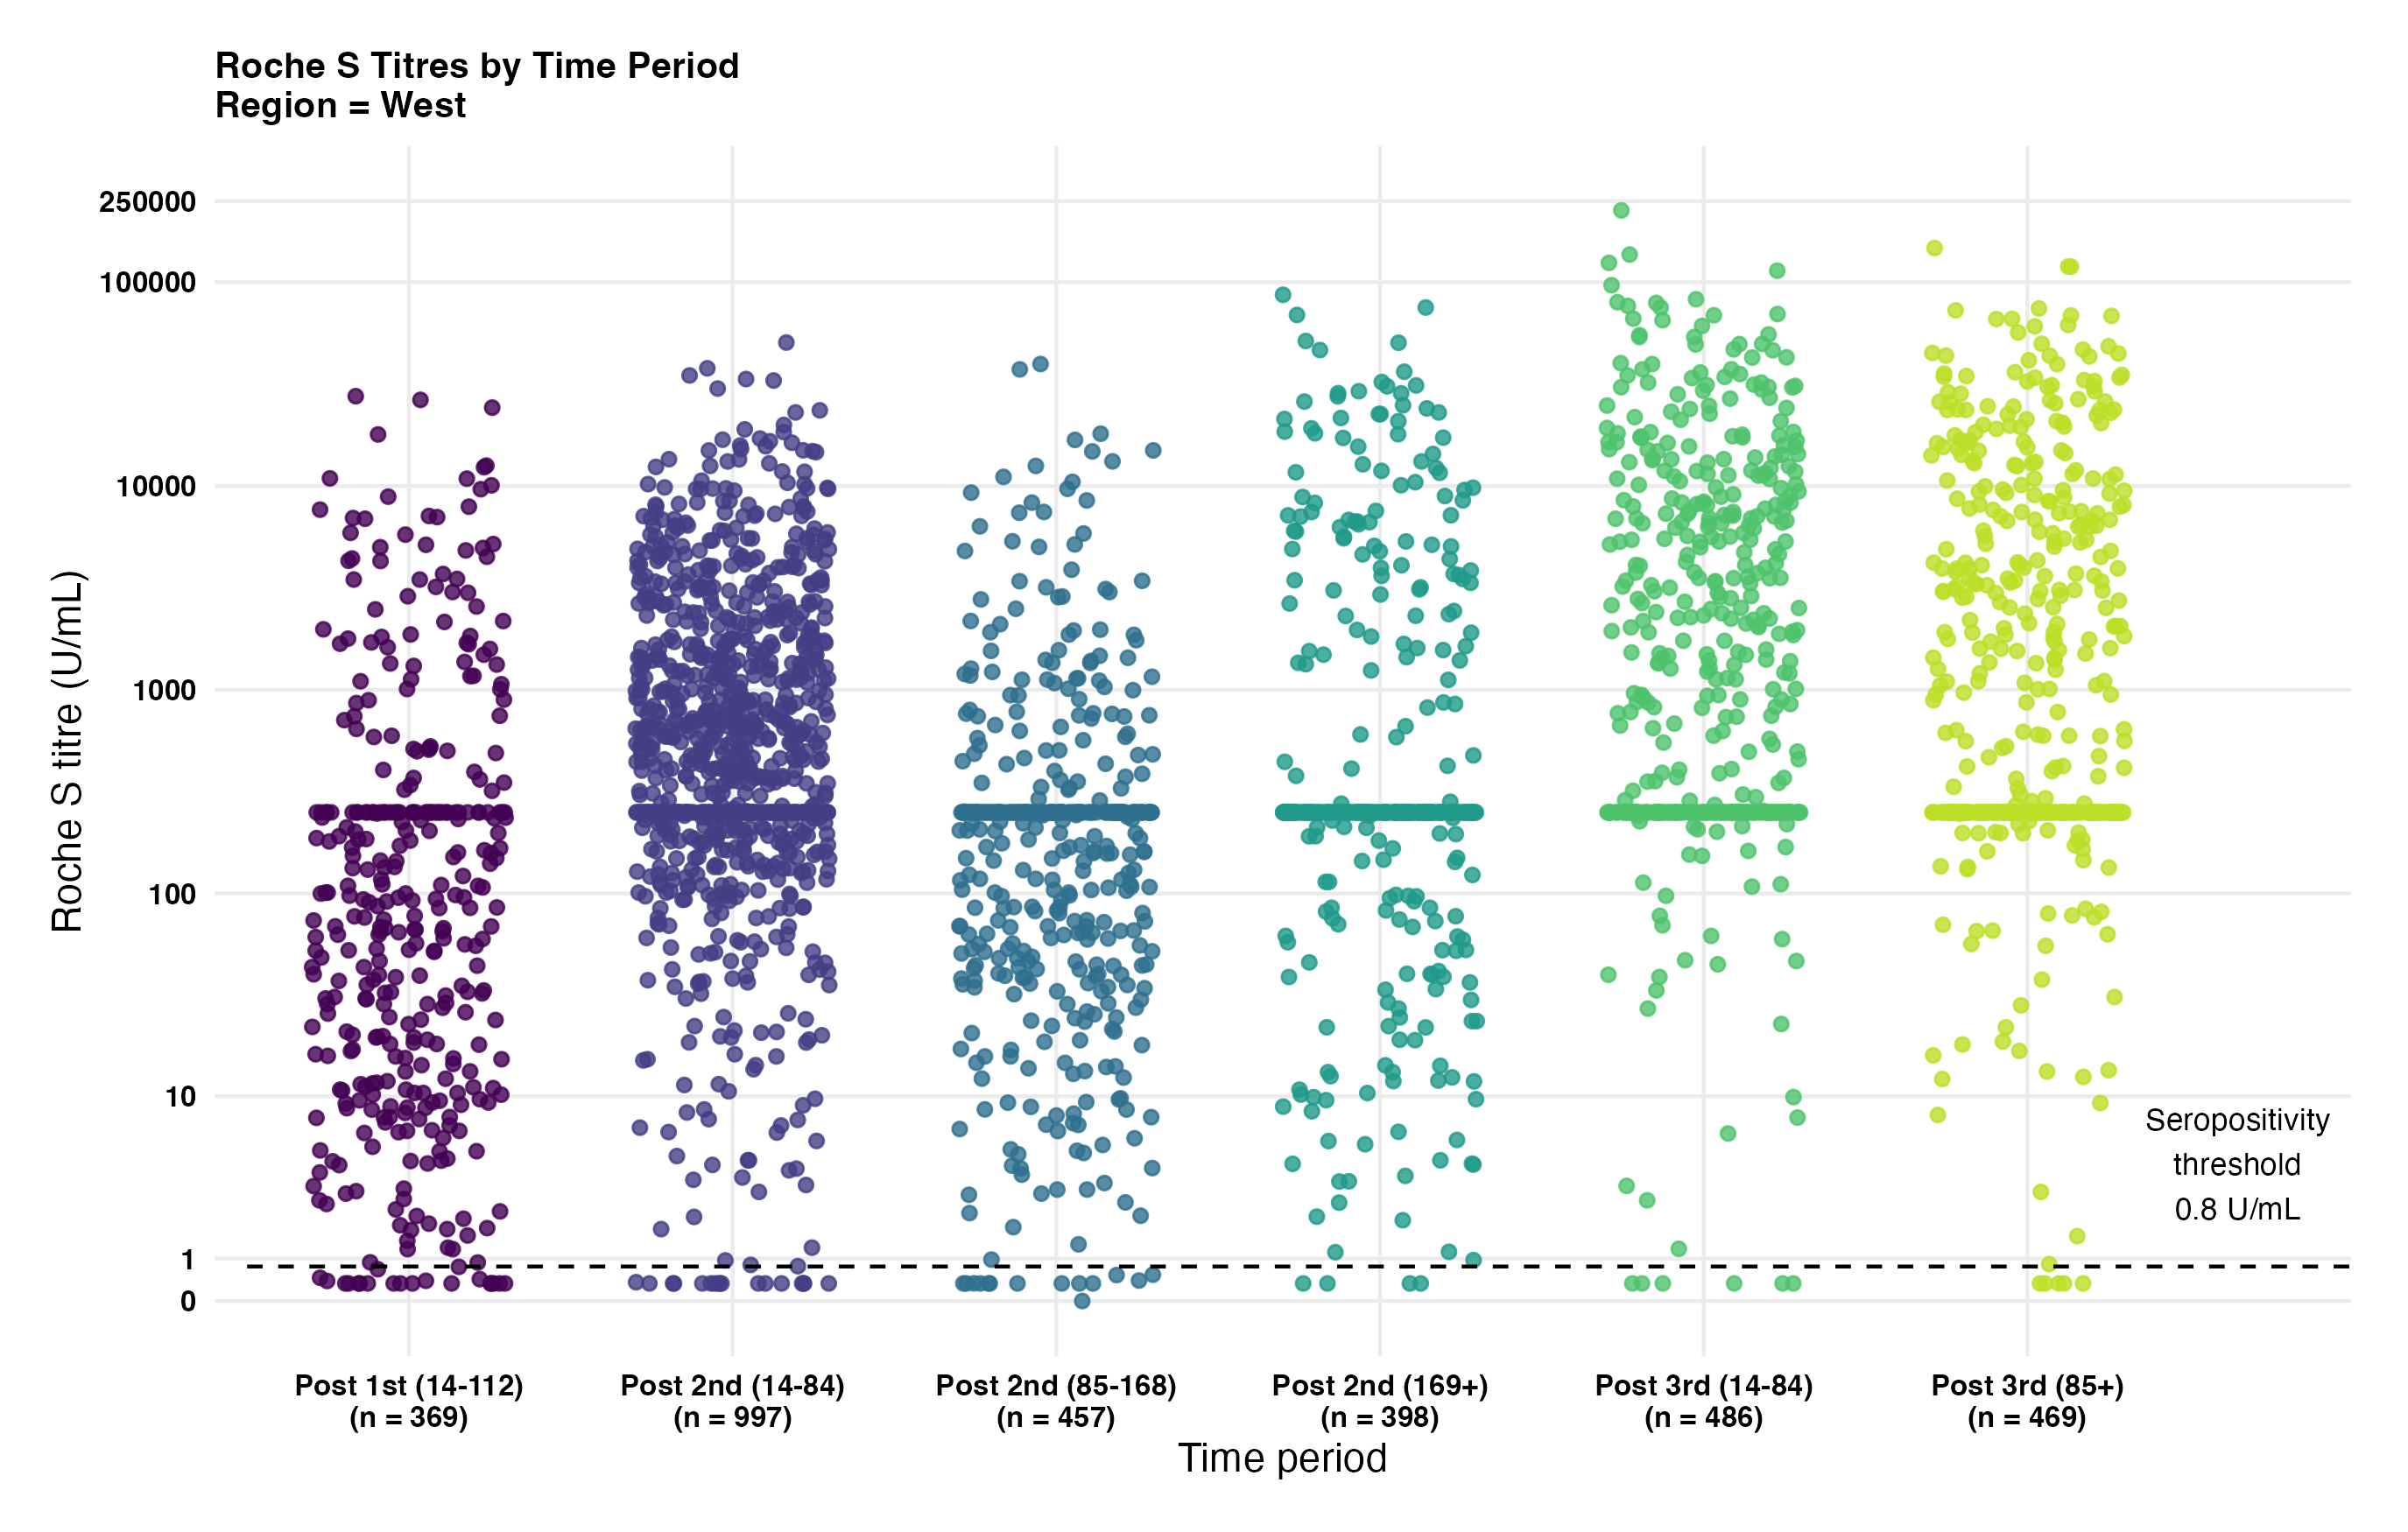 Roche S Titres by Time Period
Region = West
Roche S titre (U/mL)
250000
100000
10000
1000
100
10
1
0
Seropositivity
threshold
0.8 U/mL
Post 1st (14-112)
(n = 369)
Post 2nd (14-84)
(n = 997)
Post 2nd (85-168)
(n = 457)
Post 2nd (169+)
(n = 398)
Post 3rd (14-84)
(n = 486)
Post 3rd (85+)
(n = 469)
Time period